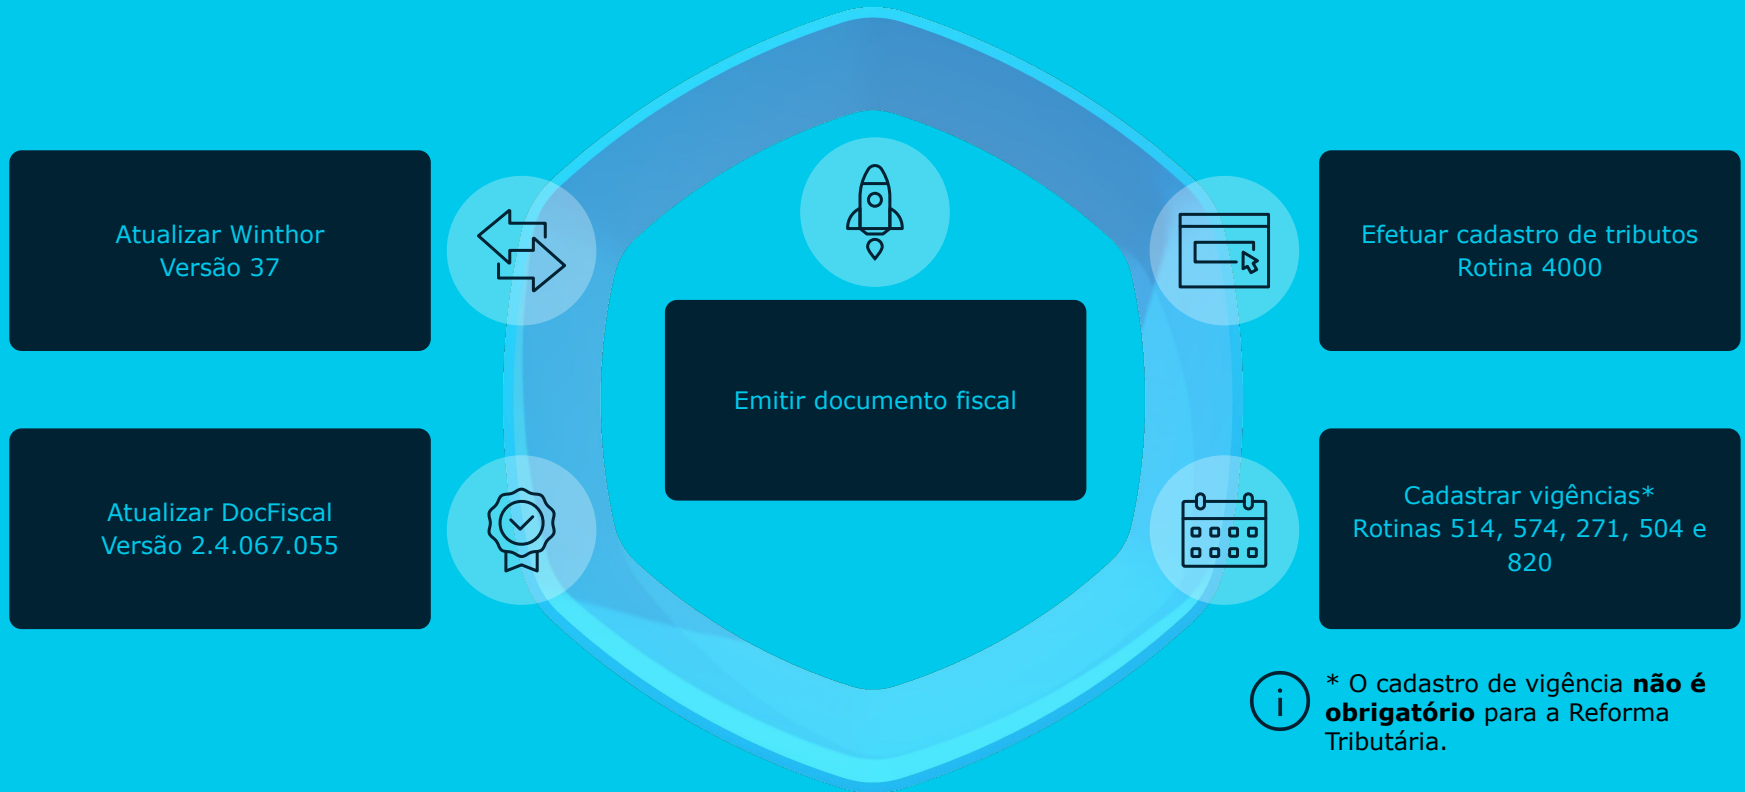 Atualizar Winthor
Versão 37
Atualizar DocFiscal
Versão 2.4.067.055
Emitir documento fiscal
Efetuar cadastro de tributos
Rotina 4000
Cadastrar vigências*
Rotinas 514, 574, 271, 504 e
820
* O cadastro de vigência não é
obrigatório para a Reforma
Tributária.